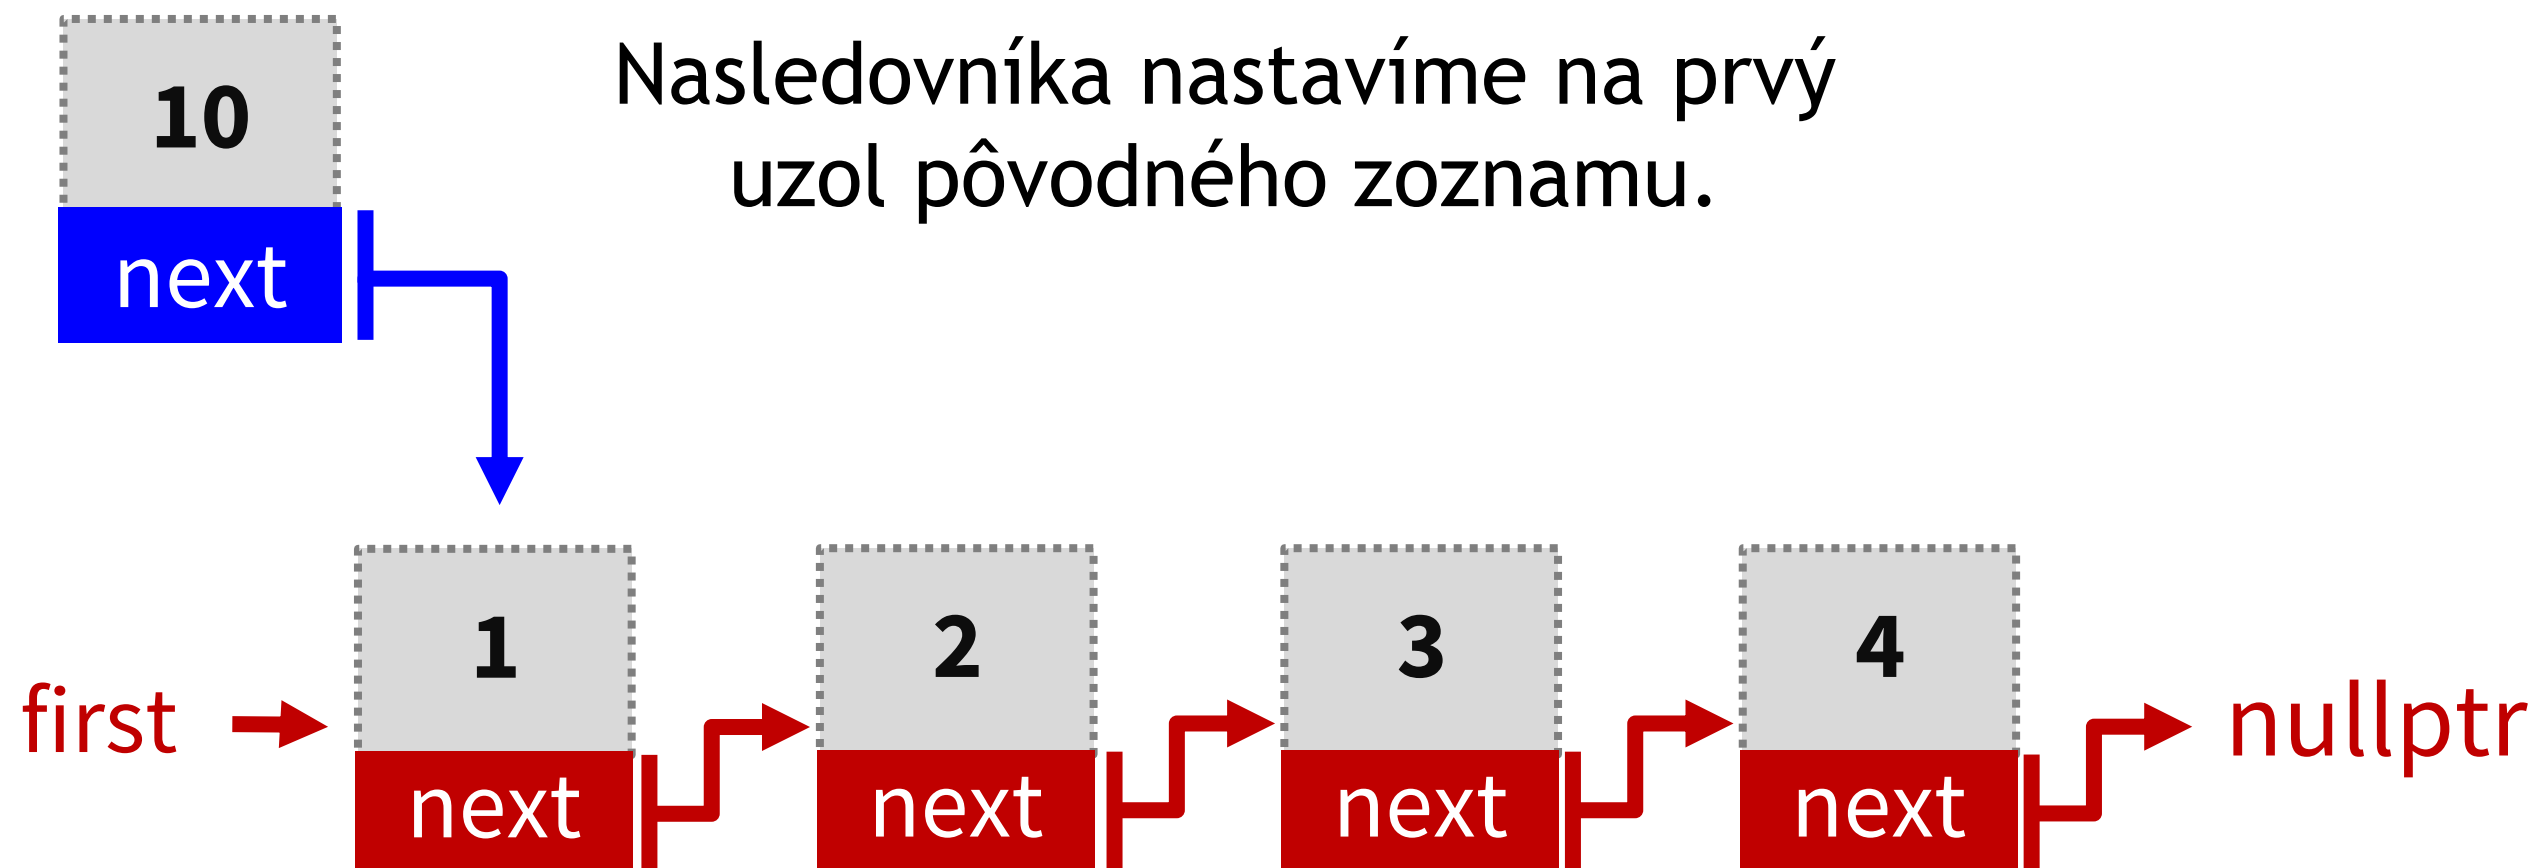 10
Nasledovníka nastavíme na prvý
uzol pôvodného zoznamu.
next
1
2
3
4
first
nullptr
next
next
next
next